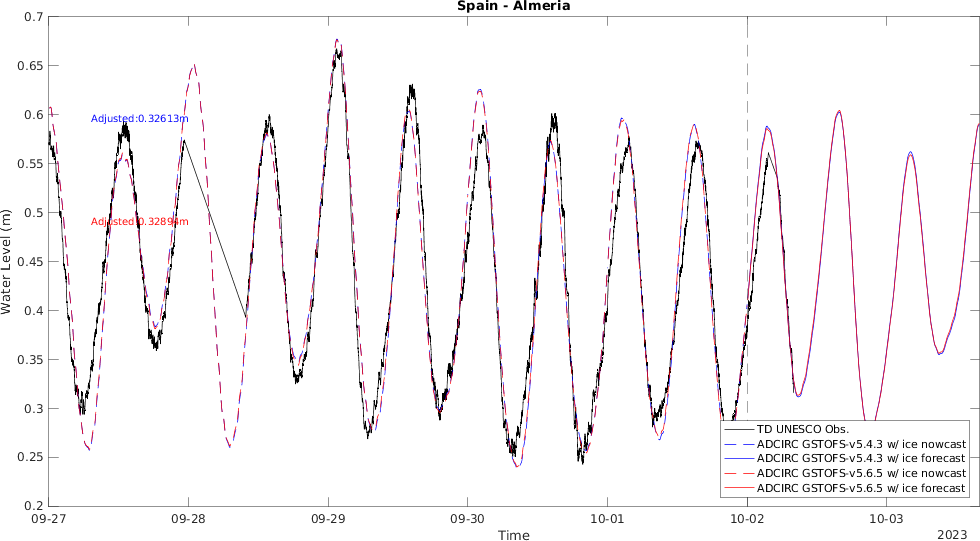 Spain - Almeria
0.7
0.65
0.6
0.55
0.5
0.45
0.4
0.35
0.3
0.25
0.2
Water Level (m)
Adjusted:0.32613m
Adjusted:0.32894m
TD UNESCO Obs.
ADCIRC GSTOFS-v5.4.3 w/ ice nowcast
ADCIRC GSTOFS-v5.4.3 w/ ice forecast
ADCIRC GSTOFS-v5.6.5 w/ ice nowcast
ADCIRC GSTOFS-v5.6.5 w/ ice forecast
09-27 09-28 09-29 09-30 10-01 10-02 10-03
Time
2023